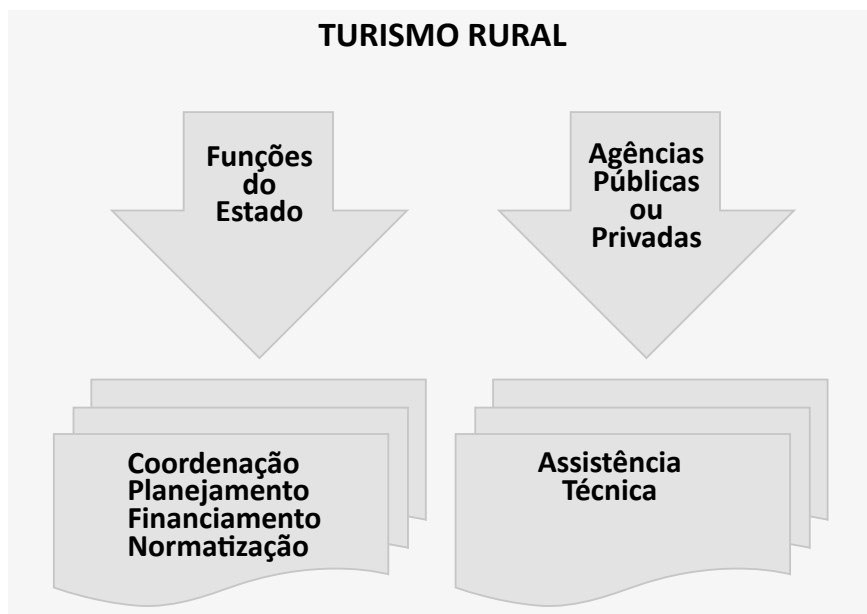 TURISMO RURAL
Funções
do
Estado
Agências
Públicas
ou
Privadas
Coordenação
Planejamento
Financiamento
Normatização
Assistência
Técnica